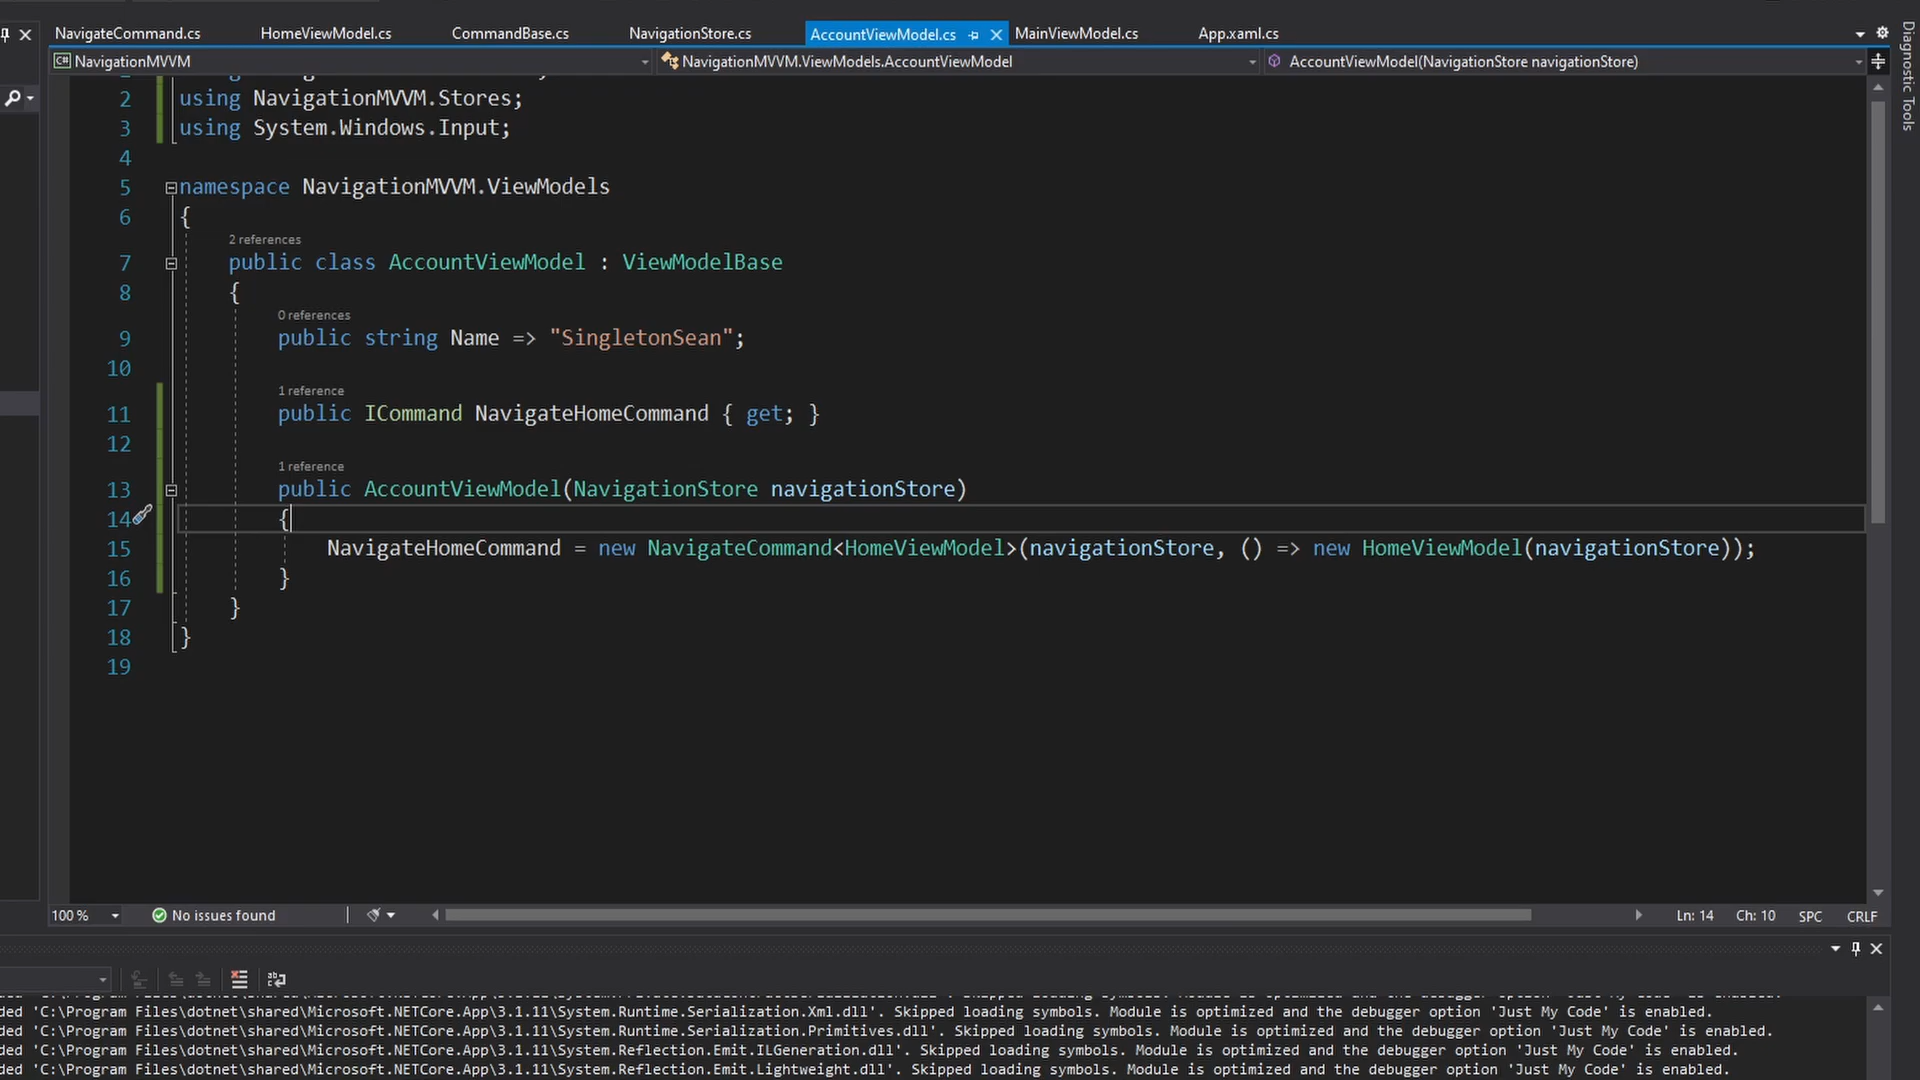 NavigateCommand.cs HomeViewModel.cs CommandBase.cs NavigationStore.cs AccountViewModel.cs MainViewModel.cs App.xaml.cs
C# NavigationMVVM NavigationMVVM.ViewModels.AccountViewModel AccountViewModel(NavigationStore navigationStore)
Diagnostic Tools
2 using NavigationMVVM.Stores;
3 using System.Windows.Input;
4
5 namespace NavigationMVVM.ViewModels
6 {
2 references
7 public class AccountViewModel : ViewModelBase
8 {
0 references
9 public string Name => "SingletonSean";
10
1 reference
11 public ICommand NavigateHomeCommand { get; }
12
1 reference
13 public AccountViewModel(NavigationStore navigationStore)
14 {
15 NavigateHomeCommand = new NavigateCommand<HomeViewModel>(navigationStore, () => new HomeViewModel(navigationStore));
16 }
17 }
18 }
19
100 % No issues found Ln: 14 Ch: 10 SPC CRLF
ded 'C:\Program Files\dotnet\shared\Microsoft.NETCore.App\3.1.11\System.Runtime.Serialization.Xml.dll'. Skipped loading symbols. Module is optimized and the debugger option 'Just My Code' is enabled.
ded 'C:\Program Files\dotnet\shared\Microsoft.NETCore.App\3.1.11\System.Runtime.Serialization.Primitives.dll'. Skipped loading symbols. Module is optimized and the debugger option 'Just My Code' is enabled.
ded 'C:\Program Files\dotnet\shared\Microsoft.NETCore.App\3.1.11\System.Reflection.Emit.ILGeneration.dll'. Skipped loading symbols. Module is optimized and the debugger option 'Just My Code' is enabled.
ded 'C:\Program Files\dotnet\shared\Microsoft.NETCore.App\3.1.11\System.Reflection.Emit.Lightweight.dll'. Skipped loading symbols. Module is optimized and the debugger option 'Just My Code' is enabled.